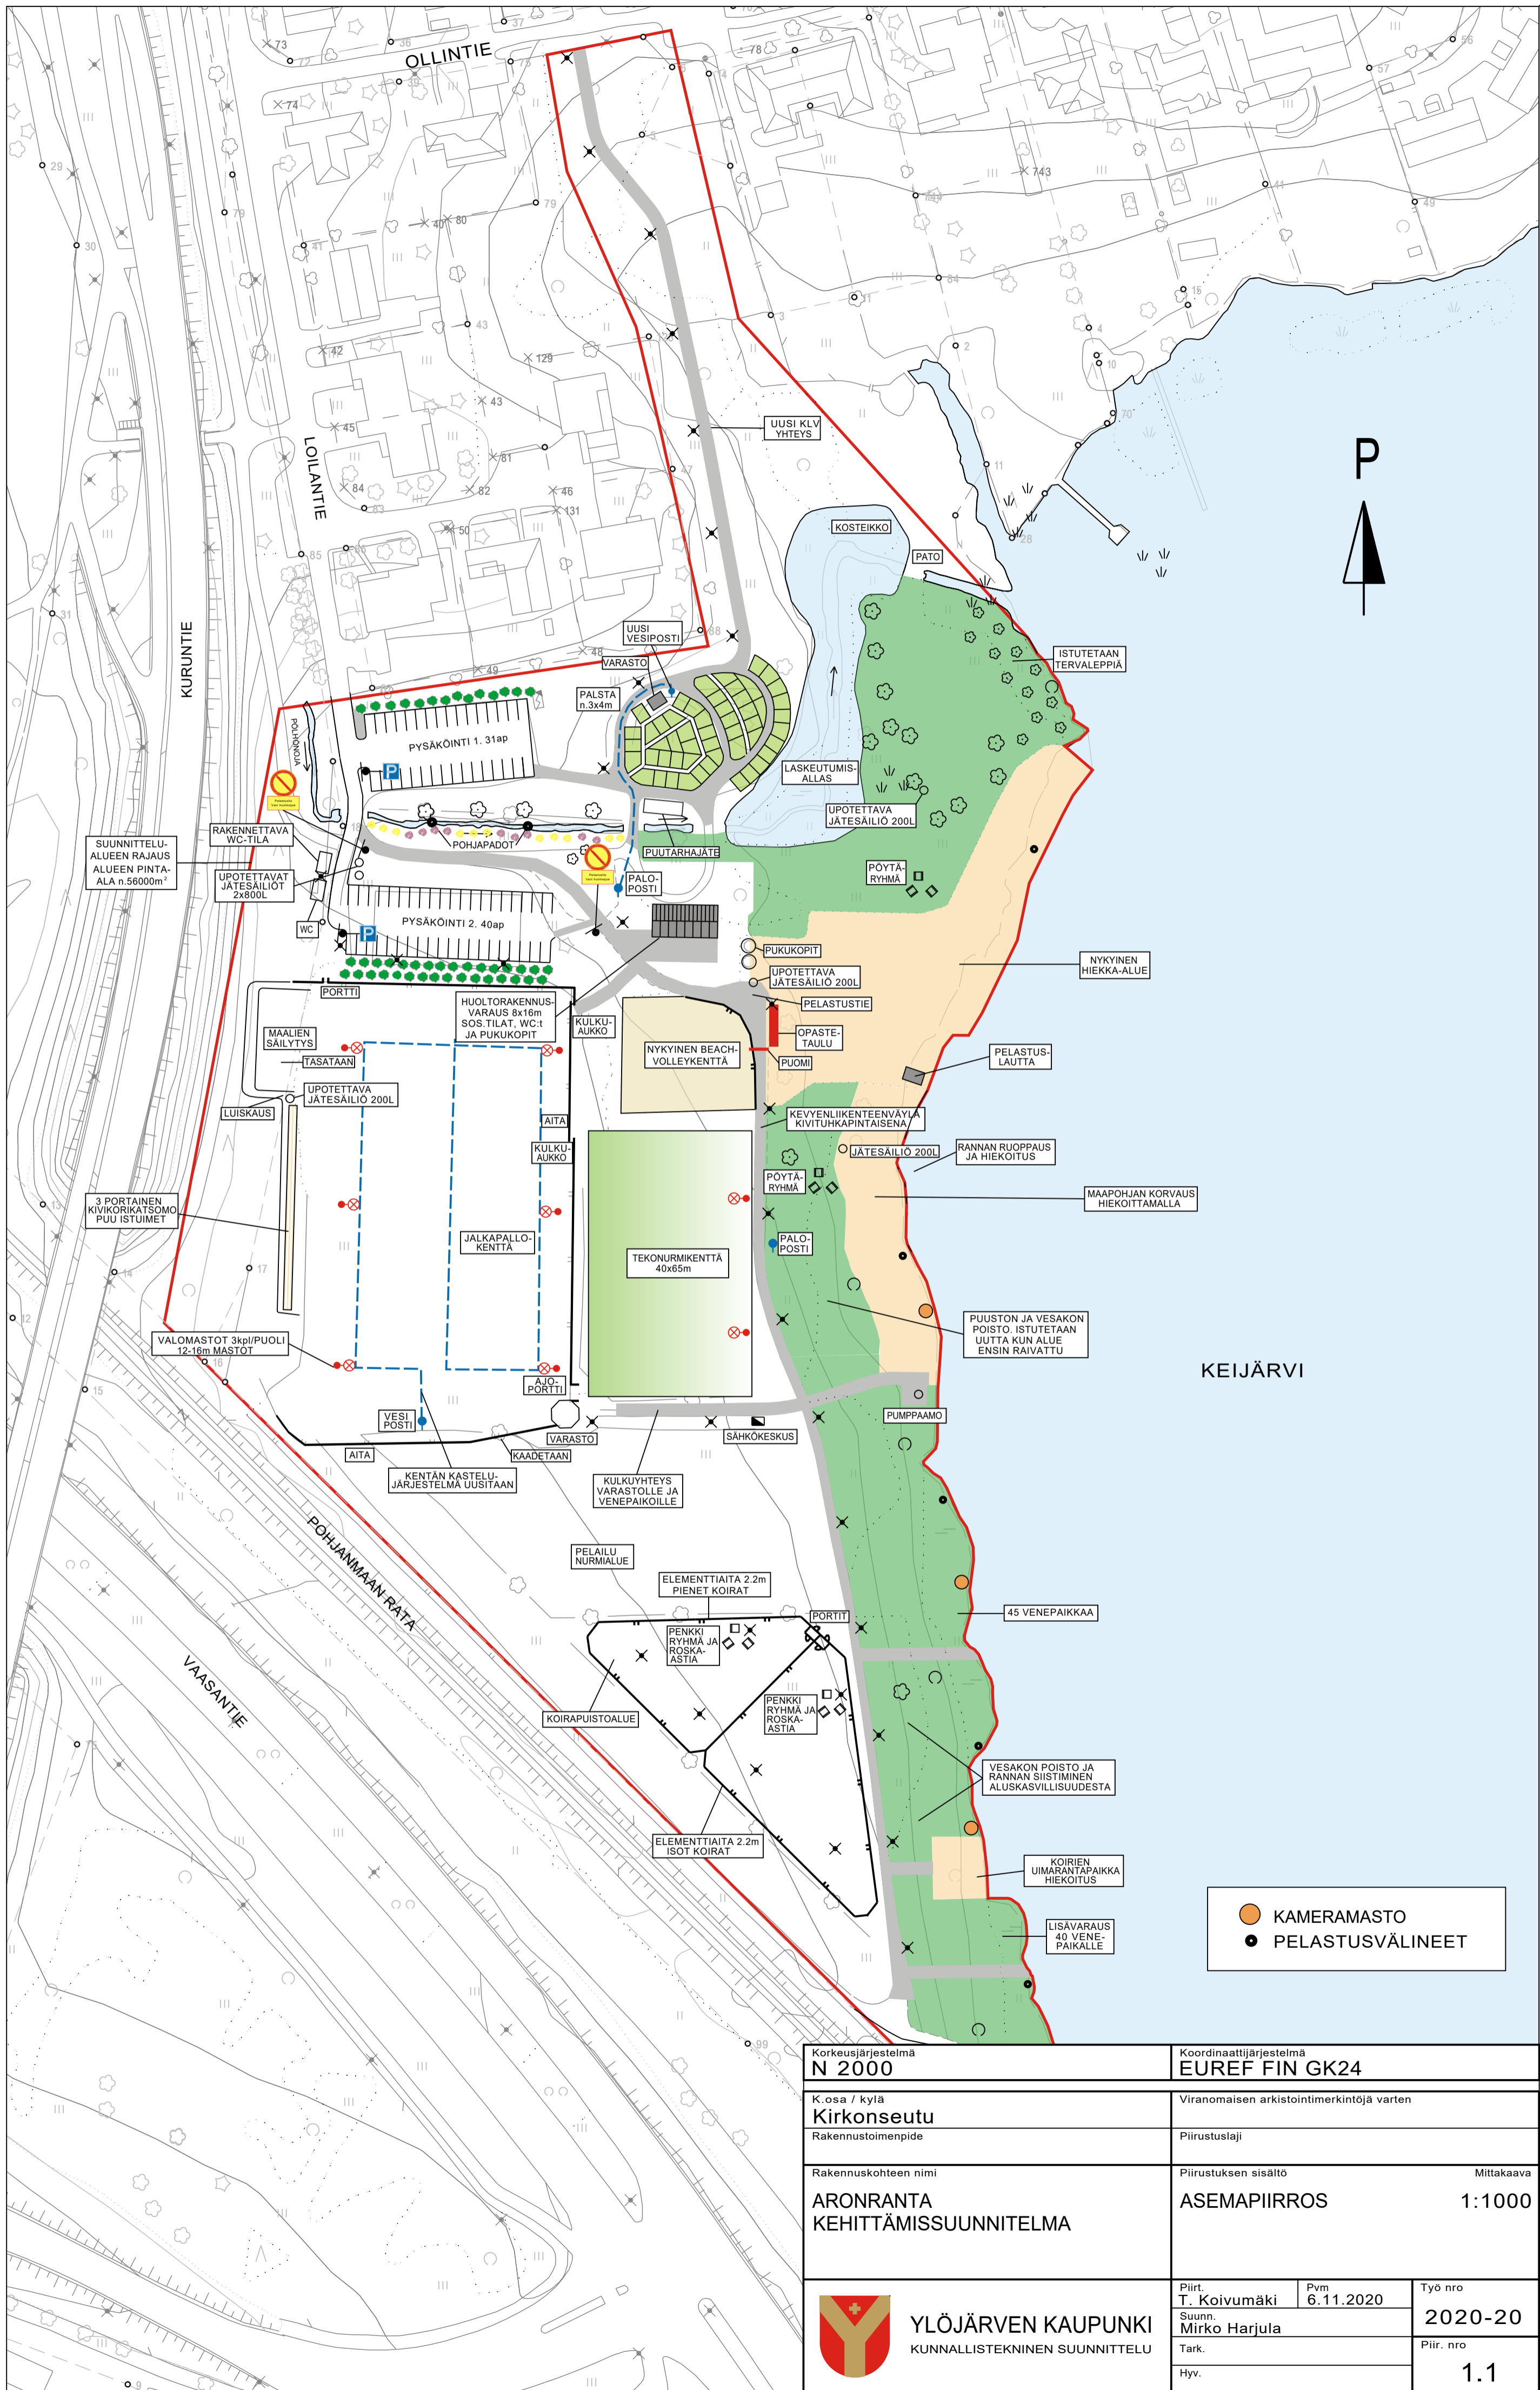 OLLINTIE
KURUNTIE
LOILANTIE
UUSI KLV
YHTEYS
P
KOSTEIKKO
PATO
ISTUTETAAN
TERVALEPPIÄ
UUSI
VESIPOSTI
VARASTO
PALSTA
n.3x4m
PYSÄKÖINTI 1. 31ap
P
LASKEUTUMIS-
ALLAS
UPOTETTAVA
JÄTESÄILIÖ 200L
SUUNNITTELU-
ALUEEN RAJAUS
ALUEEN PINTA-
ALA n.56000m²
RAKENNETTAVA
WC-TILA
UPOTETTAVAT
JÄTESÄILIÖT
2x800L
WC
POHJAPADOT
PUUTARHAJÄTE
PALO-
POSTI
PÖYTÄ-
RYHMÄ
PYSÄKÖINTI 2. 40ap
P
PUKUKOPIT
UPOTETTAVA
JÄTESÄILIÖ 200L
NYKYINEN
HIEKKA-ALUE
PORTTI
HUOLTORAKENNUS-
VARAUS 8x16m
SOS.TILAT, WC:t
JA PUKUKOPIT
KULKU-
AUKKO
PELASTUSTIE
OPASTE-
TAULU
PUOMI
MAALIEN
SÄILYTYS
TASATAAN
NYKYINEN BEACH-
VOLLEYKENTTÄ
PELASTUS-
LAUTTA
UPOTETTAVA
JÄTESÄILIÖ 200L
LUISKAUS
AITA
KULKU-
AUKKO
KEVYENLIIKENTEENVÄYLÄ
KIVITUHKAPINTAISENA
JÄTESÄILIÖ 200L
RANNAN RUOPPAUS
JA HIEKOITUS
PÖYTÄ-
RYHMÄ
MAAPOHJAN KORVAUS
HIEKOITTAMALLA
3 PORTAINEN
KIVIKORIKATSOMO
PUU ISTUIMET
JALKAPALLO-
KENTTÄ
TEKONURMIKENTTÄ
40x65m
PALO-
POSTI
PUUSTON JA VESAKON
POISTO. ISTUTETAAN
UUTTA KUN ALUE
ENSIN RAIVATTU
VALOMASTOT 3kpl/PUOLI
12-16m MASTOT
KEIJÄRVI
AJO-
PORTTI
VESI
POSTI
VARASTO
SÄHKÖKESKUS
PUMPPAAMO
AITA
KAADETAAN
KENTÄN KASTELU-
JÄRJESTELMÄ UUSITAAN
KULKUYHTEYS
VARASTOLLE JA
VENEPAIKOILLE
POHJANMAAN RATA
PELAILU
NURMIALUE
ELEMENTTIAITA 2.2m
PIENET KOIRAT
PORTIT
45 VENEPAIKKAA
PENKKI
RYHMÄ JA
ROSKA-
ASTIA
VAASANTIE
KOIRAPUISTOALUE
PENKKI
RYHMÄ JA
ROSKA-
ASTIA
VESAKON POISTO JA
RANNAN SIISTIMINEN
ALUSKASVILLISUUDESTA
ELEMENTTIAITA 2.2m
ISOT KOIRAT
KOIRIEN
UIMARANTAPAIKKA
HIEKOITUS
LISÄVARAUS
40 VENE-
PAIKALLE
KAMERAMASTO
PELASTUSVÄLINEET
Korkeusjärjestelmä
N 2000
Koordinaattijärjestelmä
EUREF FIN GK24
K.osa / kylä
Kirkonseutu
Viranomaisen arkistointimerkintöjä varten
Rakennustoimenpide
Piirustuslaji
Rakennuskohteen nimi
ARONRANTA
KEHITTÄMISSUUNNITELMA
Piirustuksen sisältö
Mittakaava
ASEMAPIIRROS
1:1000
YLÖJÄRVEN KAUPUNKI
KUNNALLISTEKNINEN SUUNNITTELU
Piirt.
T. Koivumäki
Pvm
6.11.2020
Työ nro
2020-20
Suunn.
Mirko Harjula
Tark.
Hyv.
Piir. nro
1.1